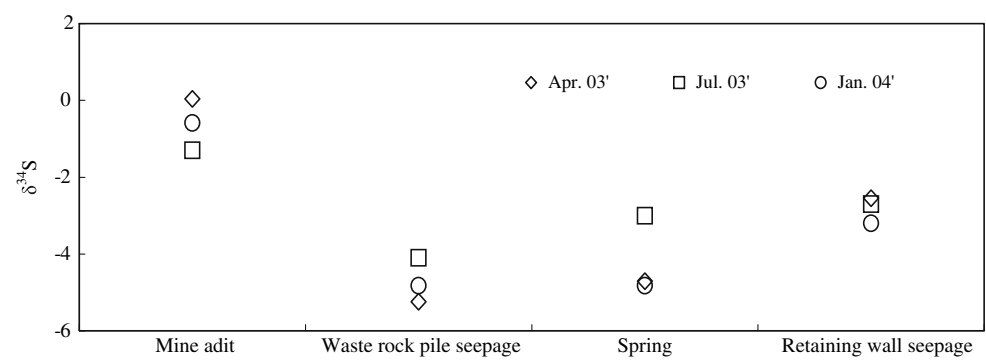 2
Apr. 03' Jul. 03' Jan. 04'
0
-2
δ³⁴S
-4
-6
Mine adit Waste rock pile seepage Spring Retaining wall seepage